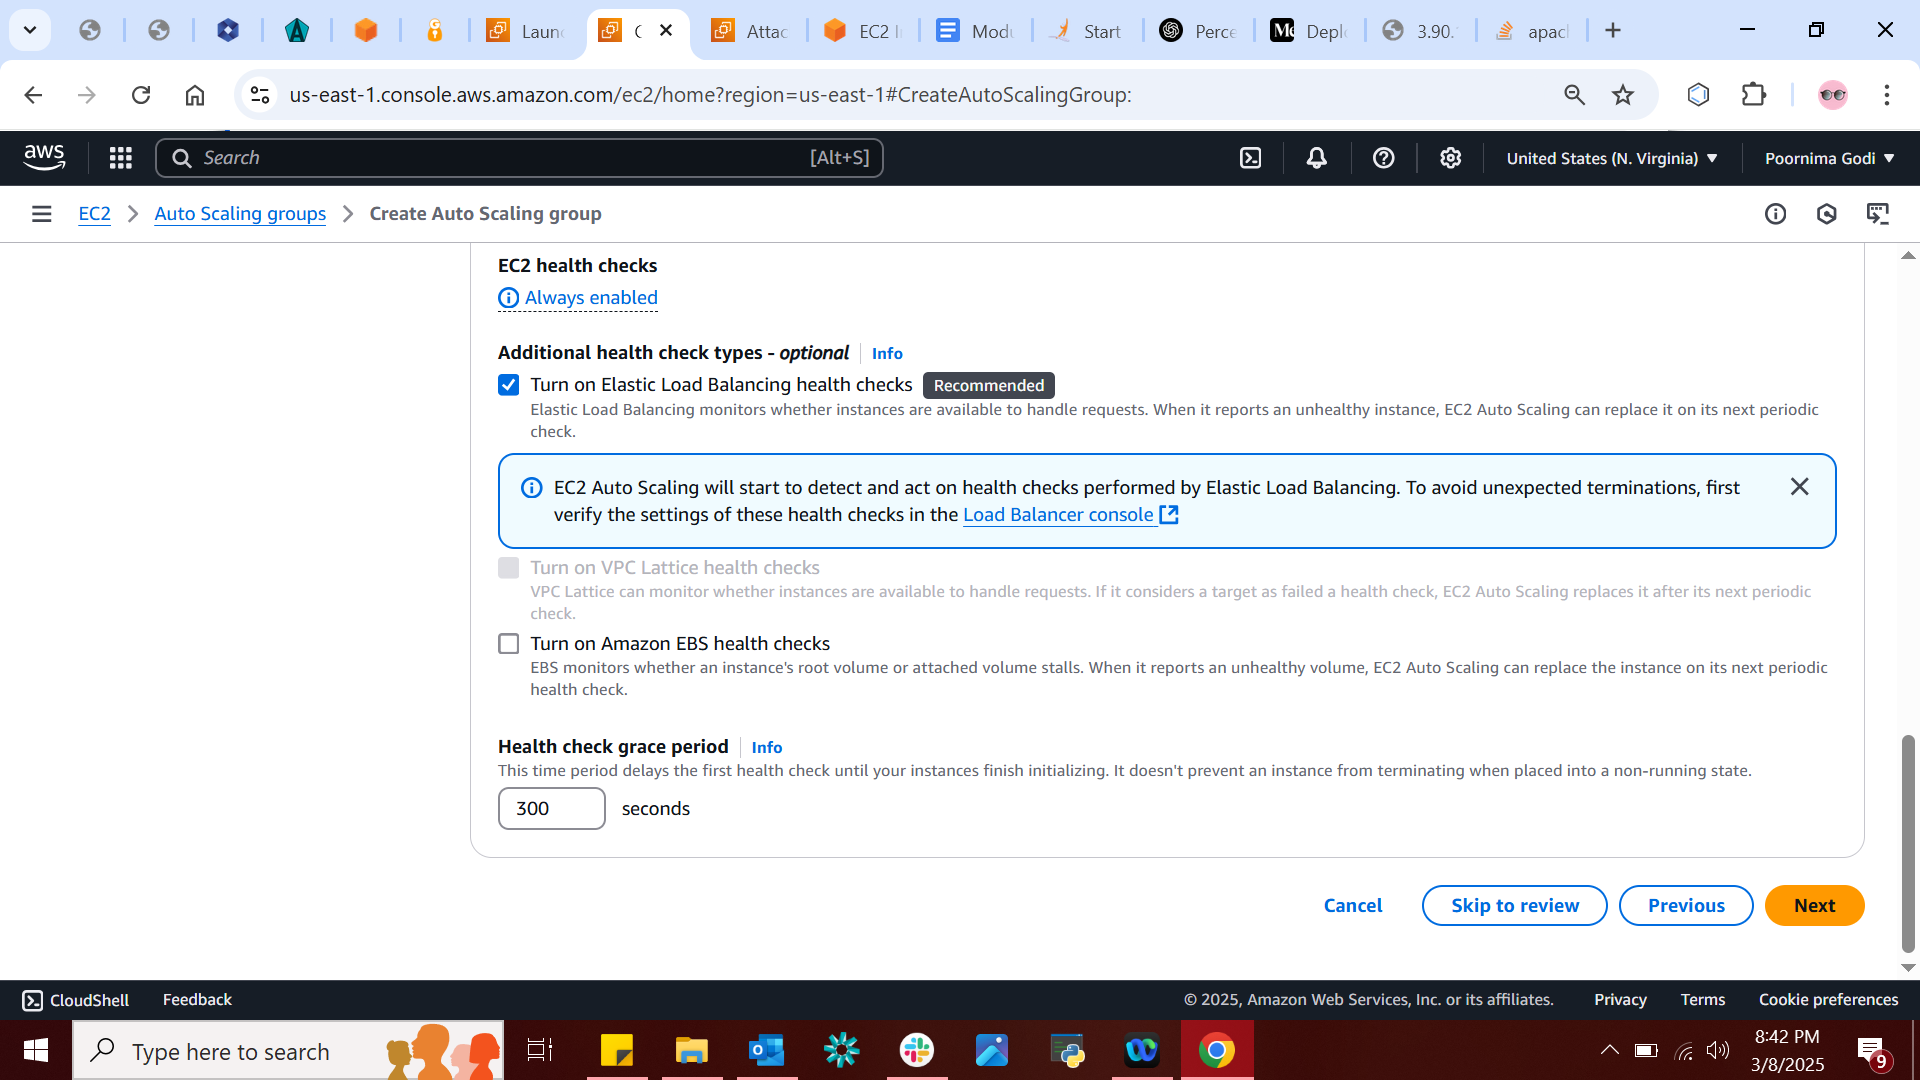 Laun
C
Attac
EC2 I
Modu
Start
Perce
Me
Deplo
3.90.
apac
us-east-1.console.aws.amazon.com/ec2/home?region=us-east-1#CreateAutoScalingGroup:
aws
Search
[Alt+S]
United States (N. Virginia)
Poornima Godi
EC2
Auto Scaling groups
Create Auto Scaling group
EC2 health checks
Always enabled
Additional health check types - optional
Info
Turn on Elastic Load Balancing health checks
Recommended
Elastic Load Balancing monitors whether instances are available to handle requests. When it reports an unhealthy instance, EC2 Auto Scaling can replace it on its next periodic
check.
EC2 Auto Scaling will start to detect and act on health checks performed by Elastic Load Balancing. To avoid unexpected terminations, first
verify the settings of these health checks in the Load Balancer console
Turn on VPC Lattice health checks
VPC Lattice can monitor whether instances are available to handle requests. If it considers a target as failed a health check, EC2 Auto Scaling replaces it after its next periodic
check.
Turn on Amazon EBS health checks
EBS monitors whether an instance's root volume or attached volume stalls. When it reports an unhealthy volume, EC2 Auto Scaling can replace the instance on its next periodic
health check.
Health check grace period
Info
This time period delays the first health check until your instances finish initializing. It doesn't prevent an instance from terminating when placed into a non-running state.
300
seconds
Cancel
Skip to review
Previous
Next
CloudShell
Feedback
© 2025, Amazon Web Services, Inc. or its affiliates.
Privacy
Terms
Cookie preferences
Type here to search
8:42 PM
3/8/2025
9